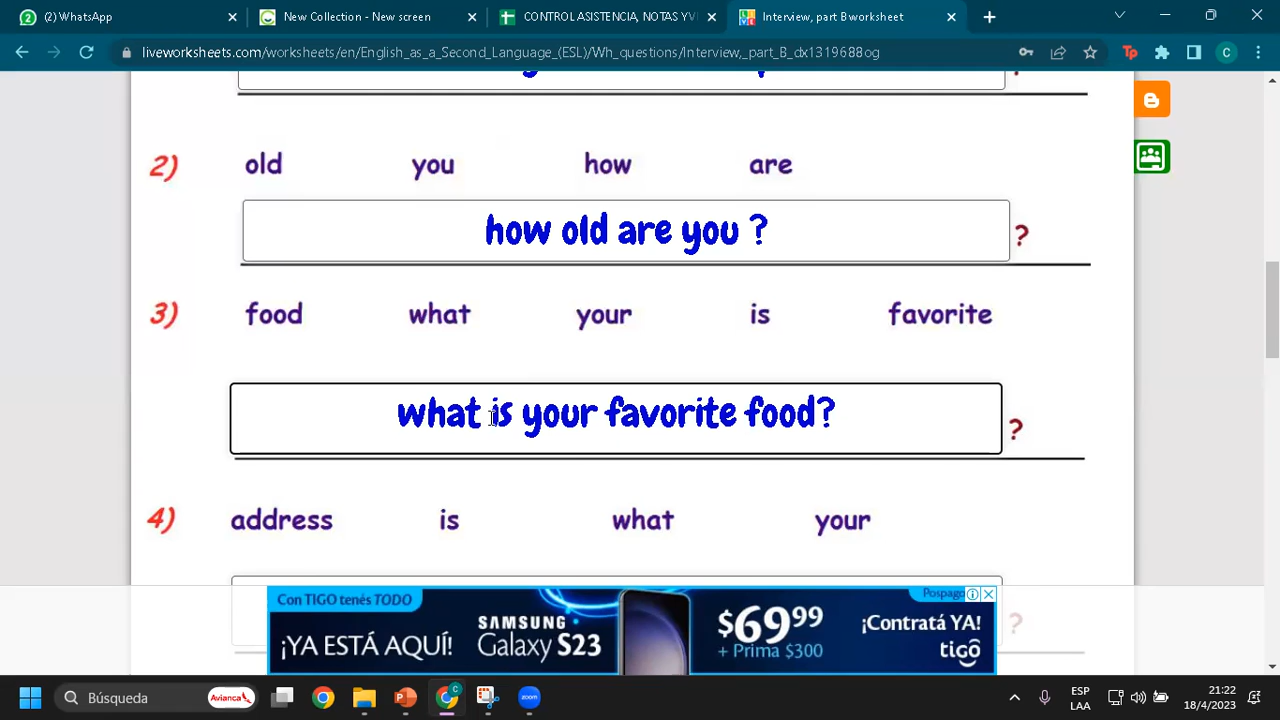 (2) WhatsApp
New Collection - New screen
CONTROL ASISTENCIA, NOTAS YVI
Interview, part B worksheet
liveworksheets.com/worksheets/en/English_as_a_Second_Language_(ESL)/Wh_questions/Interview,_part_B_dx1319688og
2) old you how are
how old are you ?
?
3) food what your is favorite
what is your favorite food?
?
4) address is what your
?
Con TIGO tenés TODO
¡YA ESTÁ AQUÍ!
SAMSUNG
Galaxy S23
$69.99
+ Prima $300
Pospago
¡Contratá YA!
tigo
Búsqueda
Avianca
zoom
ESP
LAA
21:22
18/4/2023